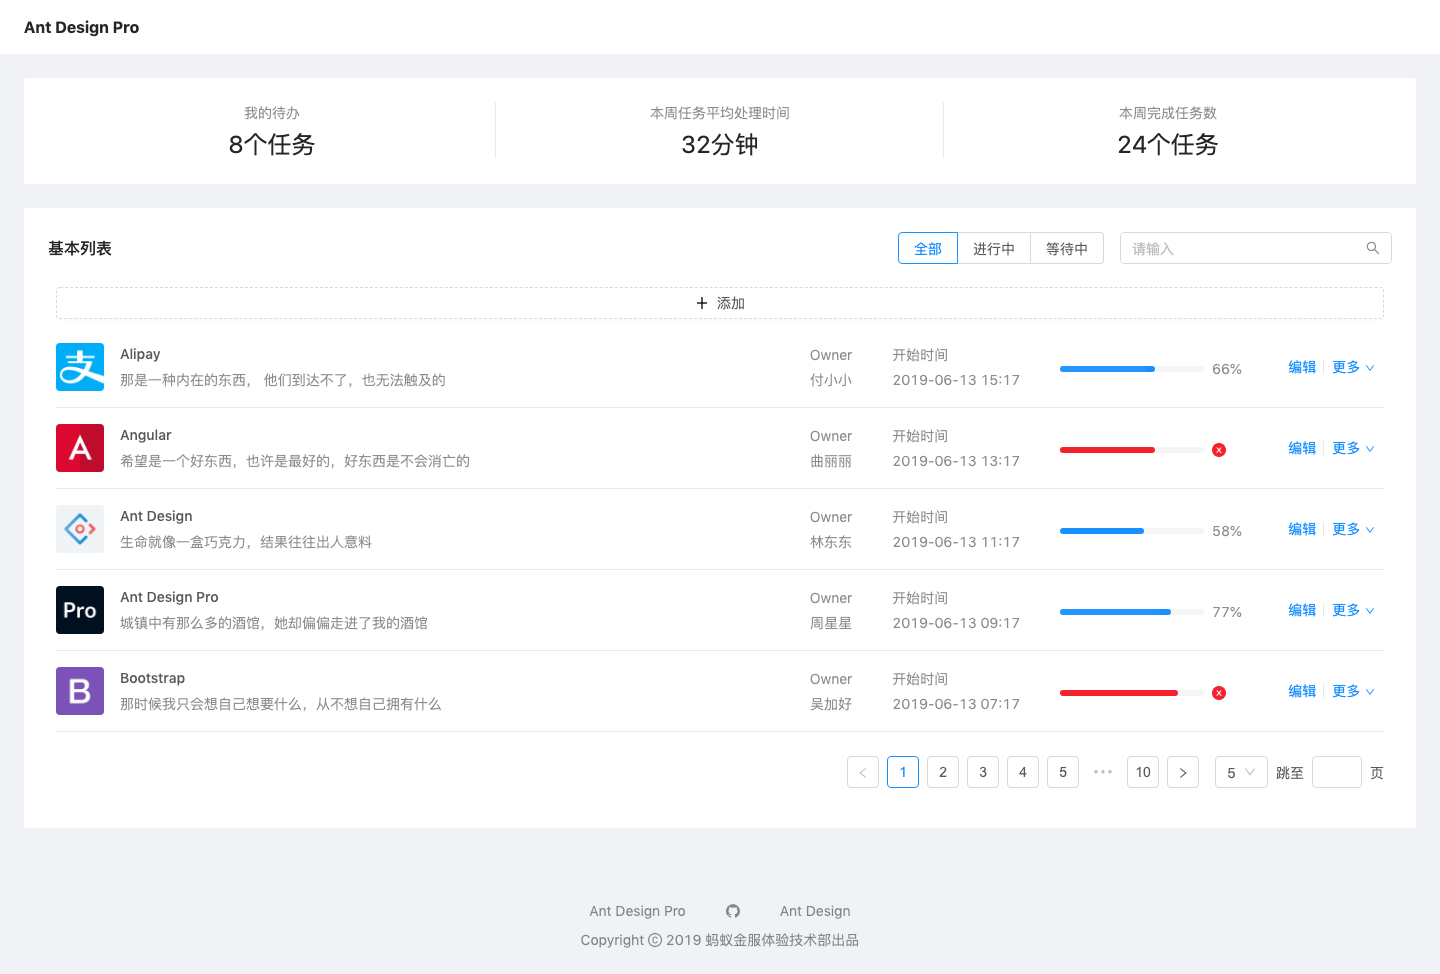 Ant Design Pro
我的待办
8个任务
本周任务平均处理时间
32分钟
本周完成任务数
24个任务
基本列表
全部 进行中 等待中 请输入
添加
支
Alipay
那是一种内在的东西， 他们到达不了，也无法触及的
Owner
付小小
开始时间
2019-06-13 15:17
66%
编辑 更多
A
Angular
希望是一个好东西，也许是最好的，好东西是不会消亡的
Owner
曲丽丽
开始时间
2019-06-13 13:17
编辑 更多
Ant Design
生命就像一盒巧克力，结果往往出人意料
Owner
林东东
开始时间
2019-06-13 11:17
58%
编辑 更多
Pro
Ant Design Pro
城镇中有那么多的酒馆，她却偏偏走进了我的酒馆
Owner
周星星
开始时间
2019-06-13 09:17
77%
编辑 更多
B
Bootstrap
那时候我只会想自己想要什么，从不想自己拥有什么
Owner
吴加好
开始时间
2019-06-13 07:17
编辑 更多
< 1 2 3 4 5 ••• 10 > 5 跳至 页
Ant Design Pro Ant Design
Copyright © 2019 蚂蚁金服体验技术部出品